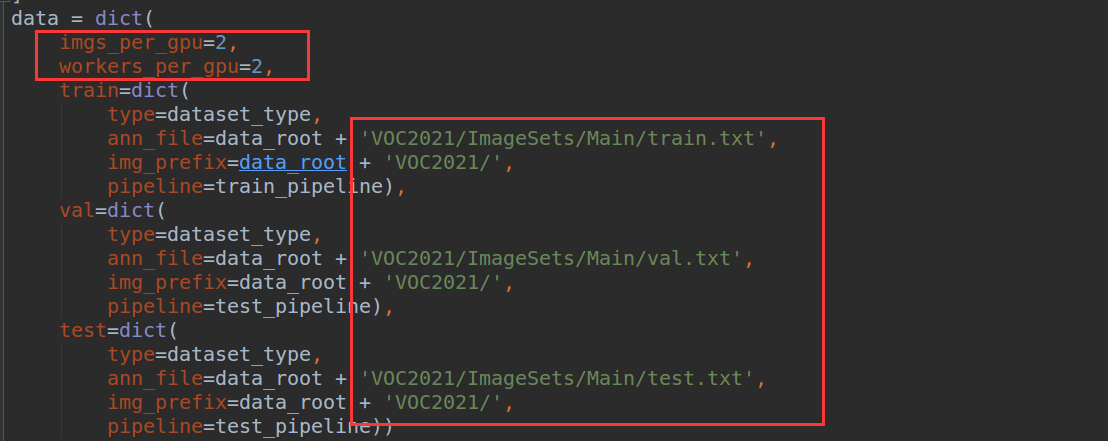 data = dict(
    imgs_per_gpu=2,
    workers_per_gpu=2,
    train=dict(
        type=dataset_type,
        ann_file=data_root + 'VOC2021/ImageSets/Main/train.txt',
        img_prefix=data_root + 'VOC2021/',
        pipeline=train_pipeline),
    val=dict(
        type=dataset_type,
        ann_file=data_root + 'VOC2021/ImageSets/Main/val.txt',
        img_prefix=data_root + 'VOC2021/',
        pipeline=test_pipeline),
    test=dict(
        type=dataset_type,
        ann_file=data_root + 'VOC2021/ImageSets/Main/test.txt',
        img_prefix=data_root + 'VOC2021/',
        pipeline=test_pipeline))